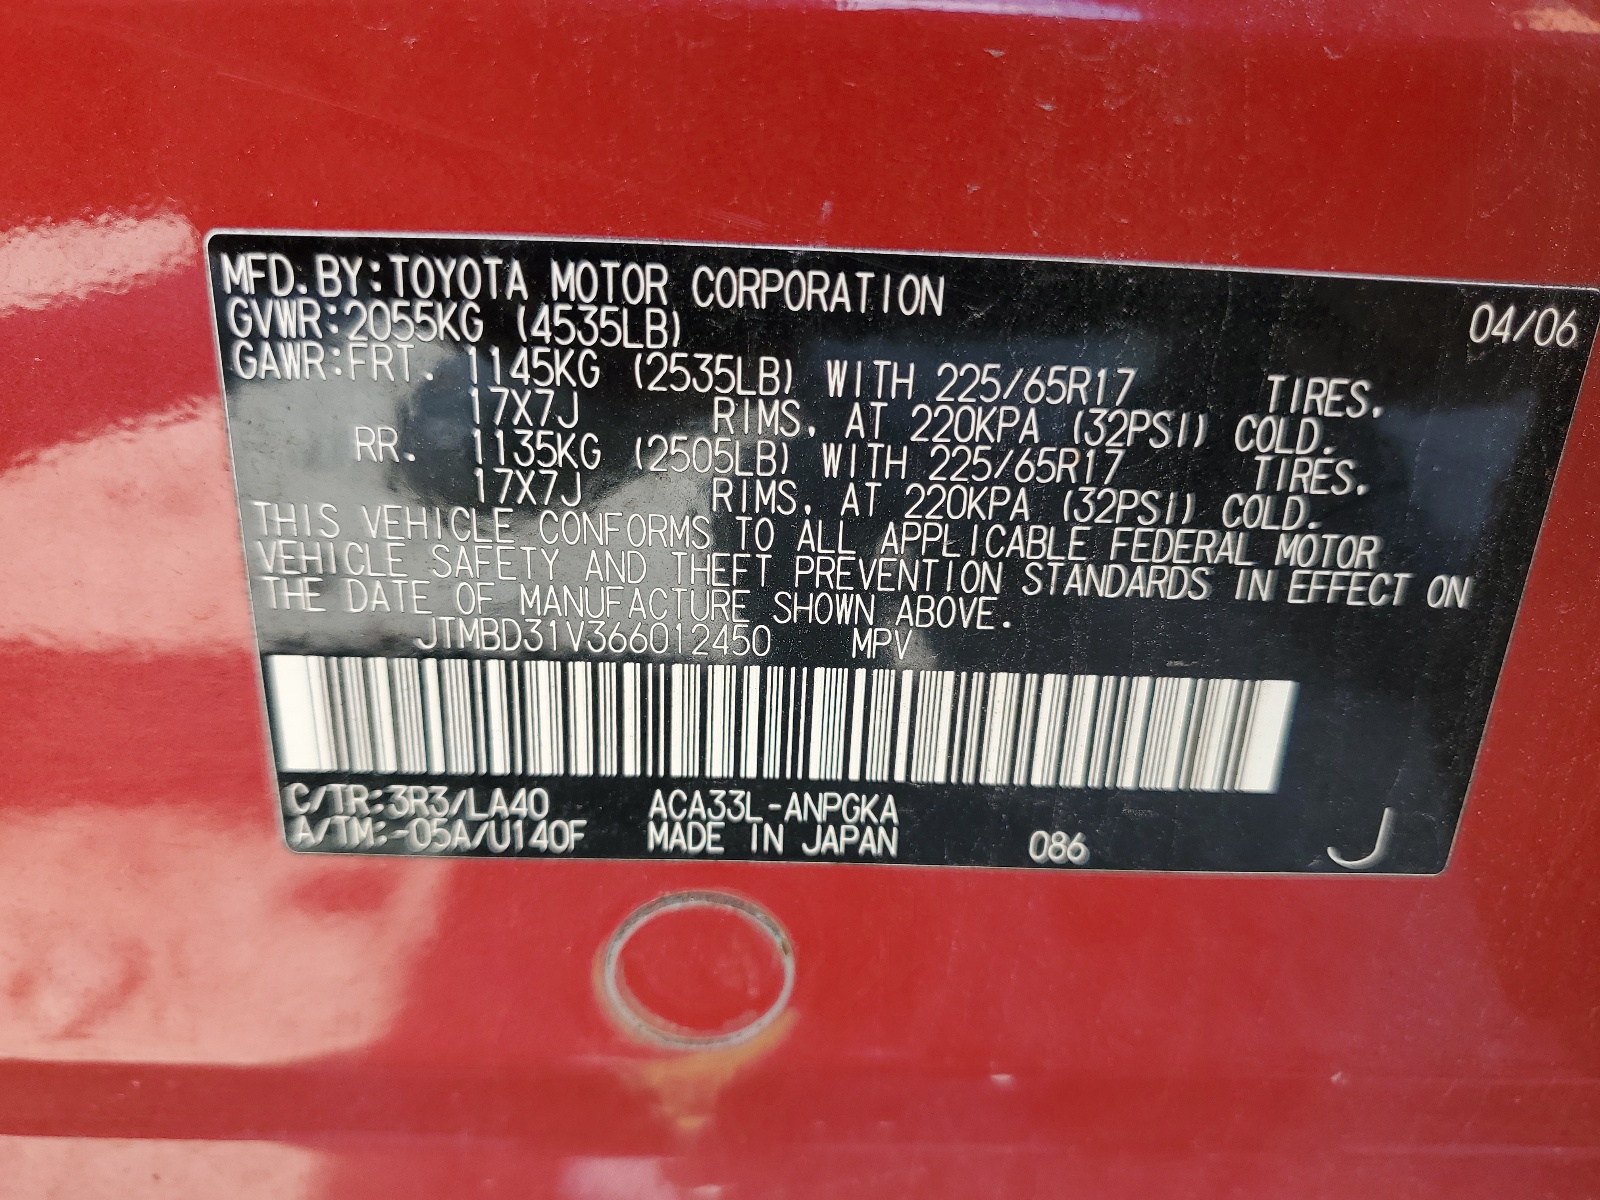 MFD. BY: TOYOTA MOTOR CORPORATION 04/06
GVWR: 2055KG (4535LB)
GAWR: FRT. 1145KG (2535LB) WITH 225/65R17 TIRES.
17X7J RIMS, AT 220KPA (32PSI) COLD.
RR. 1135KG (2505LB) WITH 225/65R17 TIRES.
17X7J RIMS, AT 220KPA (32PSI) COLD.
THIS VEHICLE CONFORMS TO ALL APPLICABLE FEDERAL MOTOR
VEHICLE SAFETY AND THEFT PREVENTION STANDARDS IN EFFECT ON
THE DATE OF MANUFACTURE SHOWN ABOVE.
JTMBD31V366012450 MPV
C/TR: 3R3/LA40 ACA33L-ANPGKA
A/TM: -05A/U140F MADE IN JAPAN 086 J